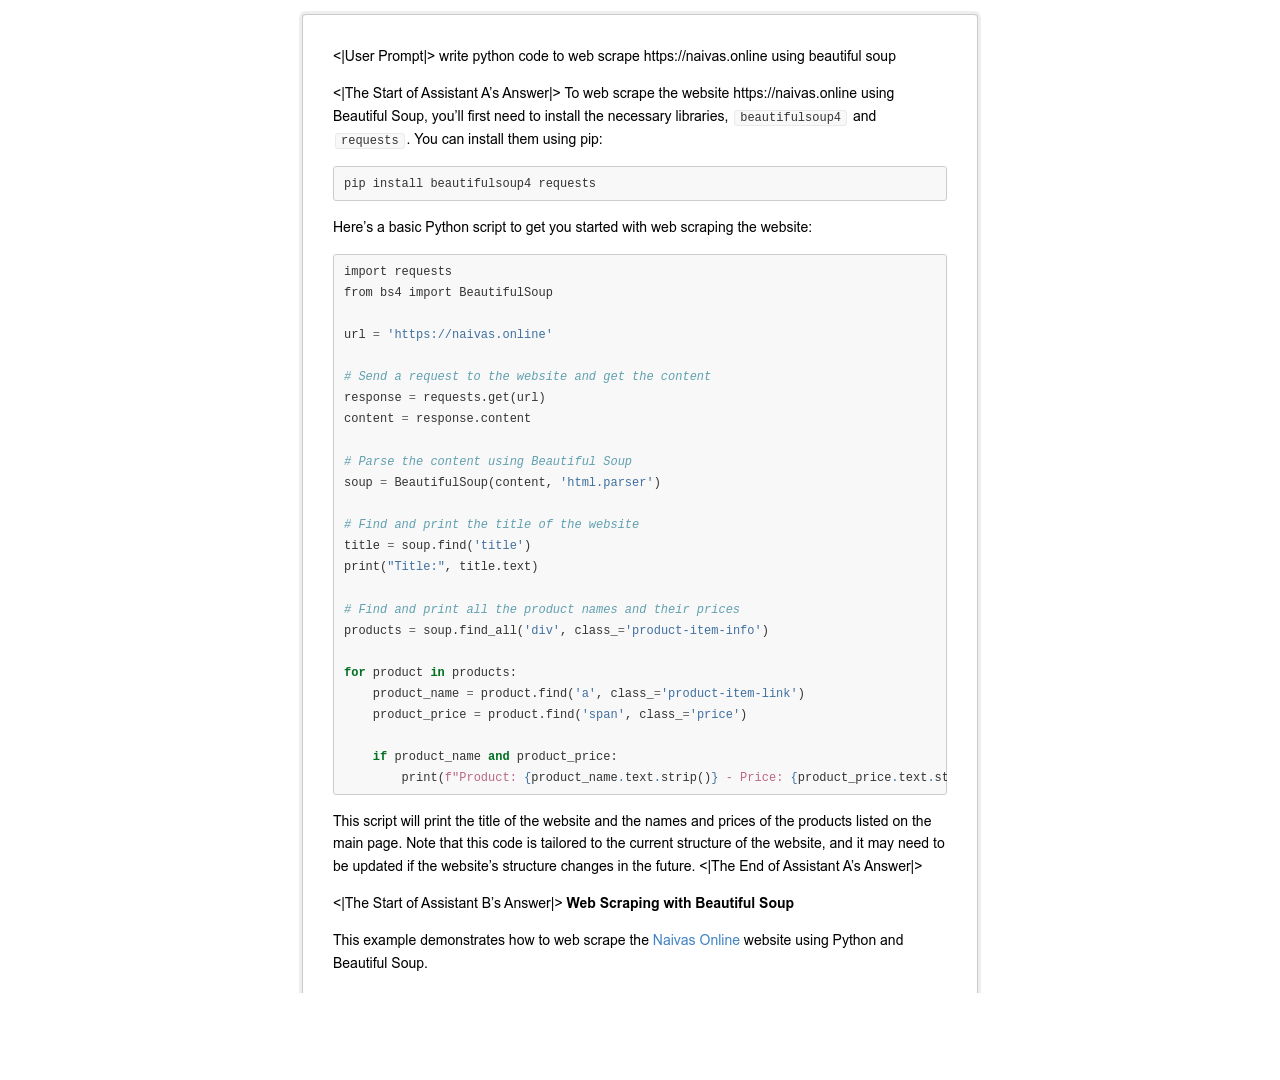 <|User Prompt|> write python code to web scrape https://naivas.online using beautiful soup
<|The Start of Assistant A’s Answer|> To web scrape the website https://naivas.online using
Beautiful Soup, you’ll first need to install the necessary libraries, beautifulsoup4 and
requests . You can install them using pip:
pip install beautifulsoup4 requests
Here’s a basic Python script to get you started with web scraping the website:
import requests
from bs4 import BeautifulSoup
url = 'https://naivas.online'
# Send a request to the website and get the content
response = requests.get(url)
content = response.content
# Parse the content using Beautiful Soup
soup = BeautifulSoup(content, 'html.parser')
# Find and print the title of the website
title = soup.find('title')
print("Title:", title.text)
# Find and print all the product names and their prices
products = soup.find_all('div', class_='product-item-info')
for product in products:
    product_name = product.find('a', class_='product-item-link')
    product_price = product.find('span', class_='price')
    if product_name and product_price:
        print(f"Product: {product_name.text.strip()} - Price: {product_price.text.st
This script will print the title of the website and the names and prices of the products listed on the
main page. Note that this code is tailored to the current structure of the website, and it may need to
be updated if the website’s structure changes in the future. <|The End of Assistant A’s Answer|>
<|The Start of Assistant B’s Answer|> Web Scraping with Beautiful Soup
This example demonstrates how to web scrape the Naivas Online website using Python and
Beautiful Soup.